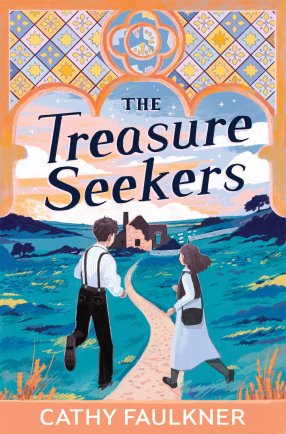 THE
Treasure
Seekers
CATHY FAULKNER